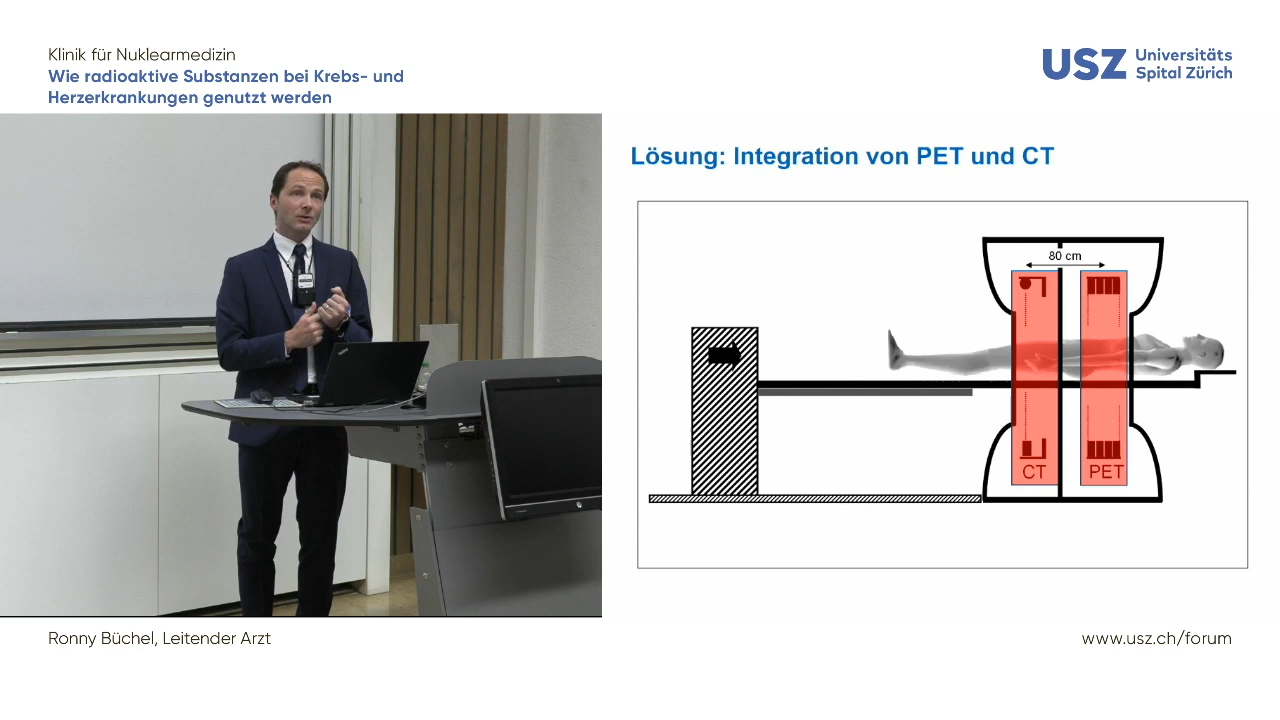 Klinik für Nuklearmedizin
Wie radioaktive Substanzen bei Krebs- und
Herzerkrankungen genutzt werden
USZ Universitäts
Spital Zürich
Lösung: Integration von PET und CT
80 cm
CT PET
Ronny Büchel, Leitender Arzt
www.usz.ch/forum